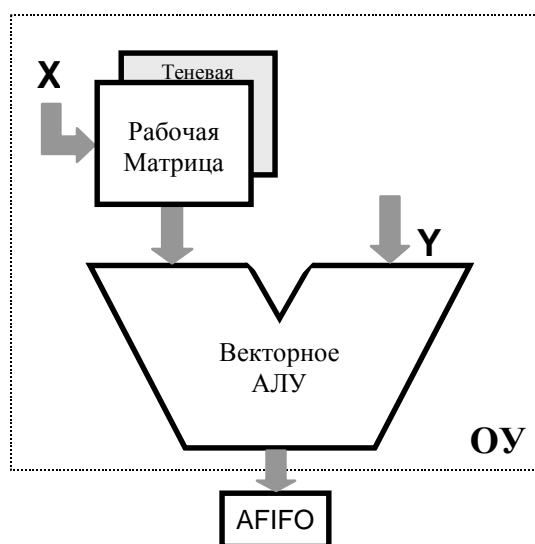 Теневая
X
Рабочая
Матрица
Y
Векторное
АЛУ
ОУ
AFIFO